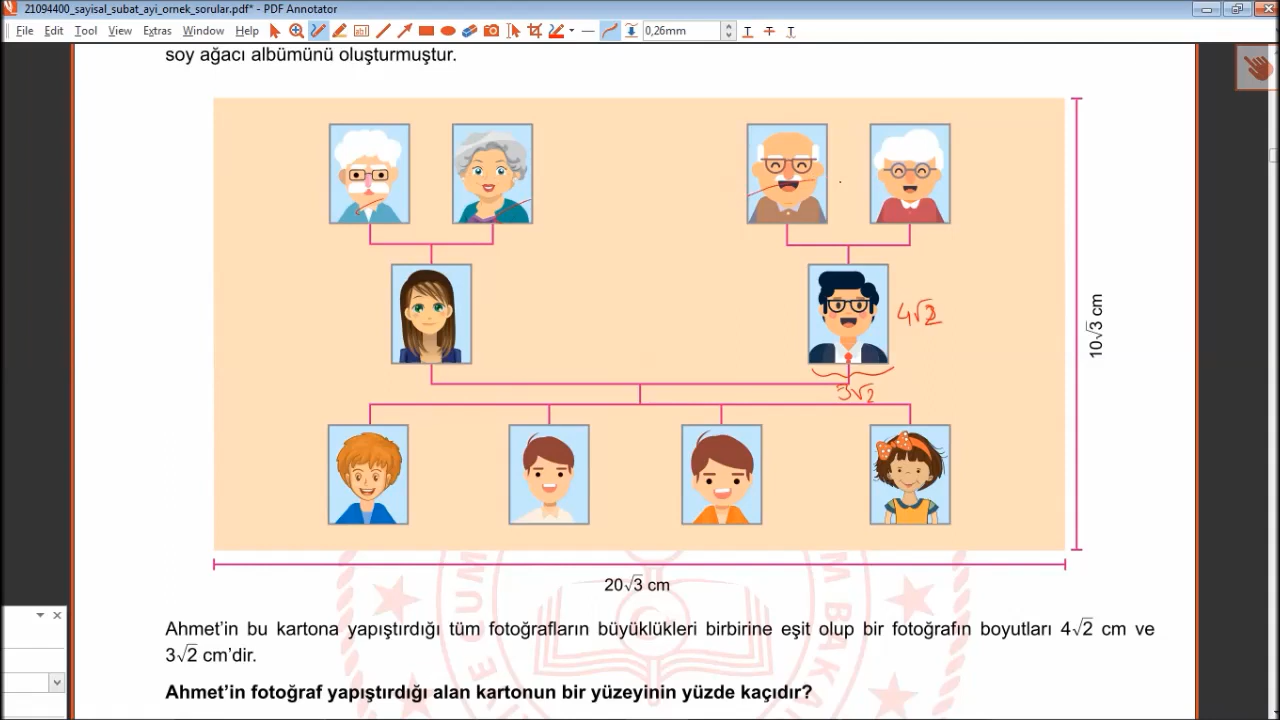 21094400_sayisal_subat_ayi_ornek_sorular.pdf* - PDF Annotator
File Edit Tool View Extras Window Help
0,26mm
soy ağacı albümünü oluşturmuştur.
4√2
3√2
10√3 cm
20√3 cm
Ahmet'in bu kartona yapıştırdığı tüm fotoğrafların büyüklükleri birbirine eşit olup bir fotoğrafın boyutları 4√2 cm ve
3√2 cm'dir.
Ahmet'in fotoğraf yapıştırdığı alan kartonun bir yüzeyinin yüzde kaçıdır?